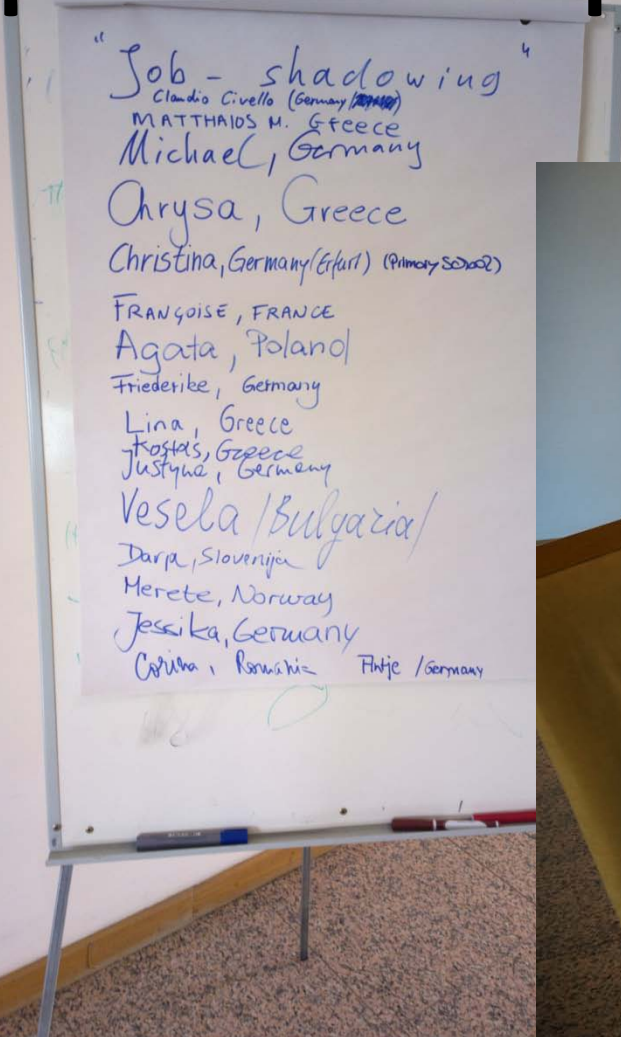 "Job - shadowing"
Claudio Civello (Germany/)
MATTHAIOS M. Greece
Michael, Germany
Chrysa, Greece
Christina, Germany (Erfurt) (Primary School)
FRANÇOISE, FRANCE
Agata, Poland
Friederike, Germany
Lina, Greece
Kostas, Greece
Justyna, Germany
Vesela /Bulgaria/
Darja, Slovenija
Merete, Norway
Jessika, Germany
Corina, Romania Antje /Germany